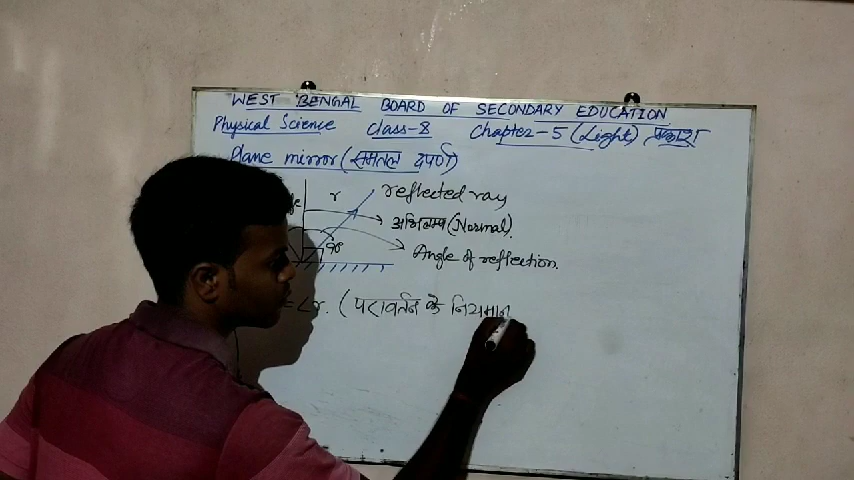 WEST BENGAL BOARD OF SECONDARY EDUCATION
Physical Science class-8 Chapter-5 (Light) प्रकाश
Plane mirror (समतल दर्पण)
r reflected ray
अभिलम्ब (Normal).
90° Angle of reflection.
=∠r. (परावर्तन के नियमान